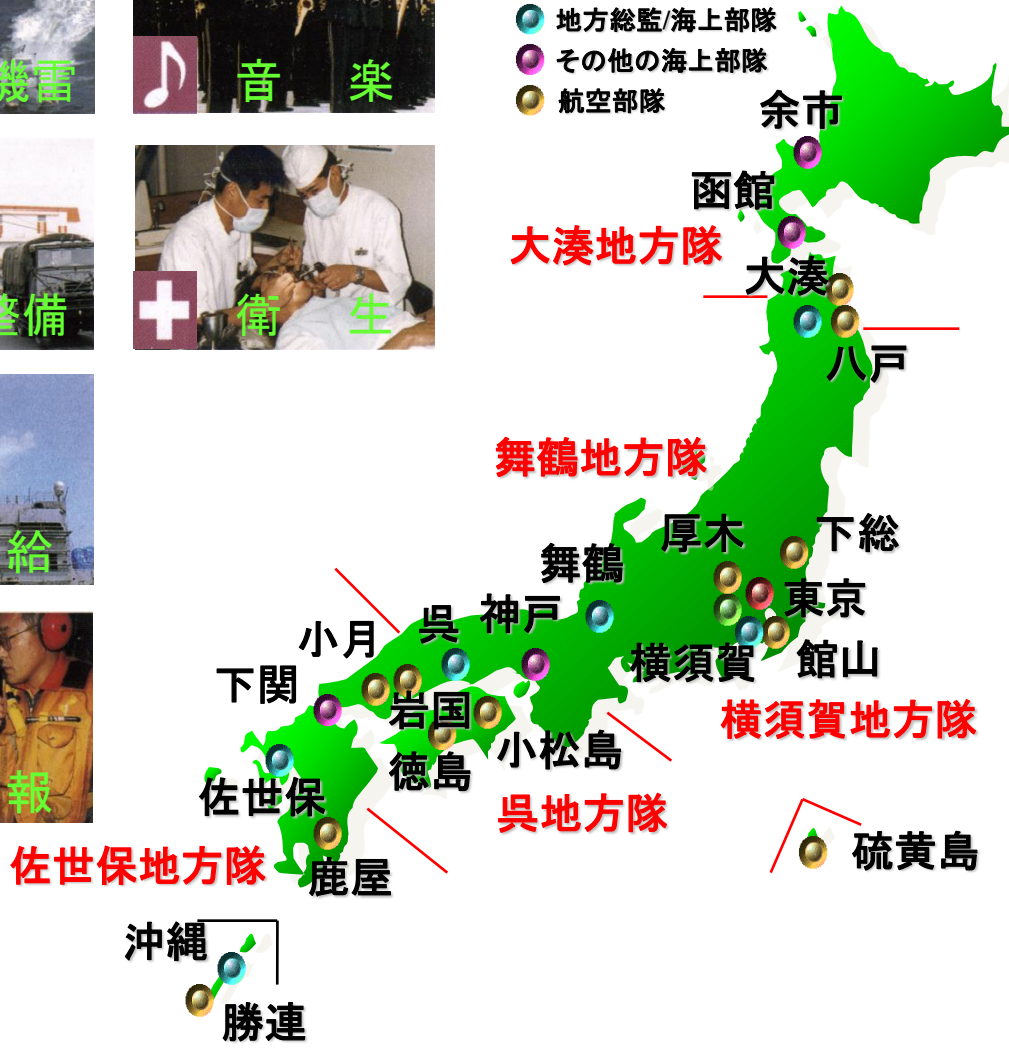 地方総監/海上部隊
その他の海上部隊
航空部隊
機雷
音 楽
余市
函館
大湊地方隊
大湊
整備
衛 生
八戸
舞鶴地方隊
厚木
下総
給
舞鶴
東京
神戸
呉
小月
横須賀
館山
下関
岩国
横須賀地方隊
小松島
徳島
報
佐世保
呉地方隊
硫黄島
佐世保地方隊
鹿屋
沖縄
勝連